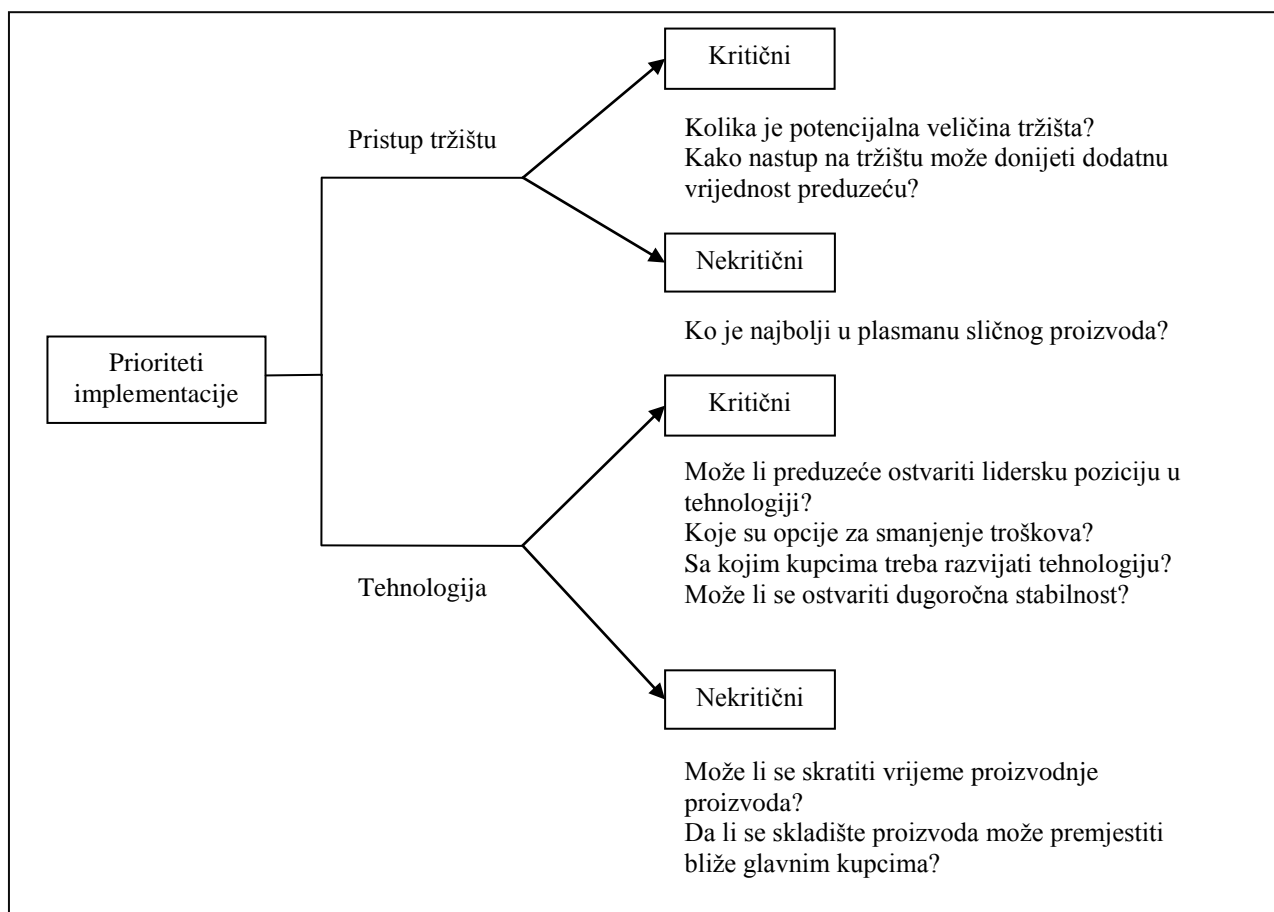 Kritični
Kolika je potencijalna veličina tržišta?
Kako nastup na tržištu može donijeti dodatnu
vrijednost preduzeću?
Pristup tržištu
Nekritični
Ko je najbolji u plasmanu sličnog proizvoda?
Prioriteti
implementacije
Kritični
Može li preduzeće ostvariti lidersku poziciju u
tehnologiji?
Koje su opcije za smanjenje troškova?
Sa kojim kupcima treba razvijati tehnologiju?
Može li se ostvariti dugoročna stabilnost?
Tehnologija
Nekritični
Može li se skratiti vrijeme proizvodnje
proizvoda?
Da li se skladište proizvoda može premjestiti
bliže glavnim kupcima?